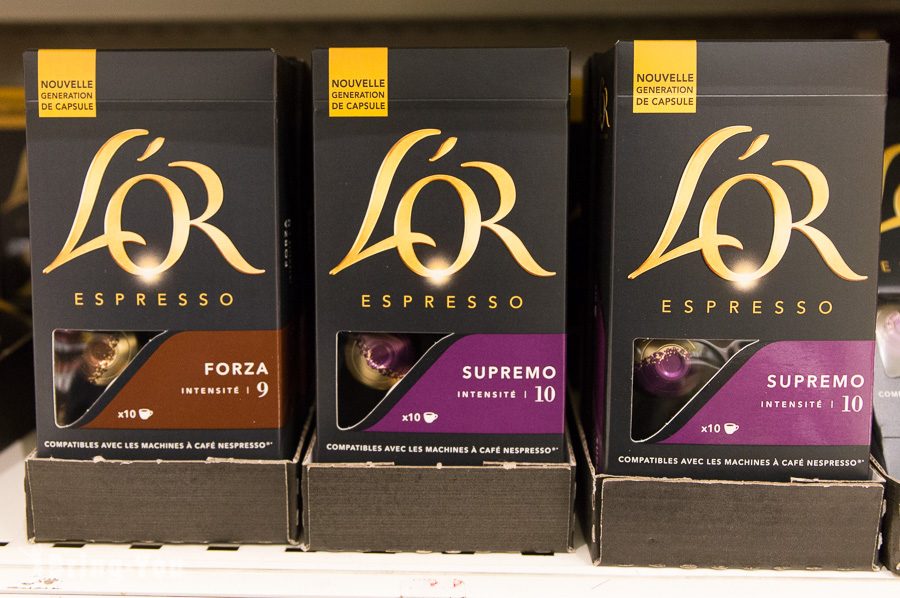 NOUVELLE
GENERATION
DE CAPSULE
L'OR
ESPRESSO
FORZA
INTENSITÉ | 9
x10
COMPATIBLES AVEC LES MACHINES À CAFÉ NESPRESSO®*
FORZA
NOUVELLE
GENERATION
DE CAPSULE
L'OR
ESPRESSO
SUPREMO
INTENSITÉ | 10
x10
COMPATIBLES AVEC LES MACHINES À CAFÉ NESPRESSO®*
NOUVELLE
GENERATION
DE CAPSULE
L'OR
ESPRESSO
SUPREMO
INTENSITÉ | 10
x10
COMPATIBLES AVEC LES MACHINES À CAFÉ NESPRESSO®*